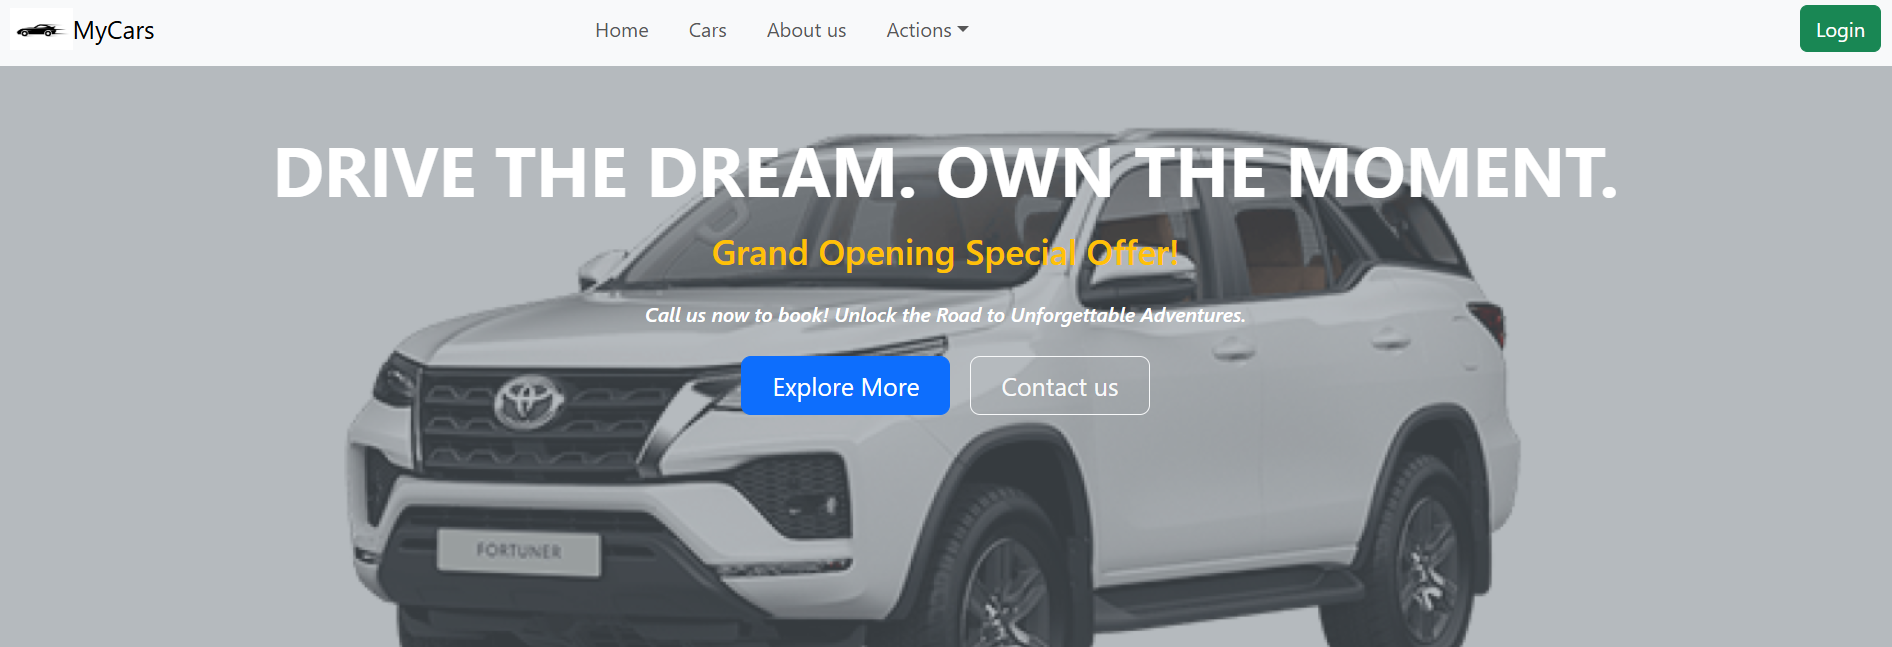 MyCars
Home Cars About us Actions
Login
DRIVE THE DREAM. OWN THE MOMENT.
Grand Opening Special Offer!
Call us now to book! Unlock the Road to Unforgettable Adventures.
Explore More Contact us
FORTUNER